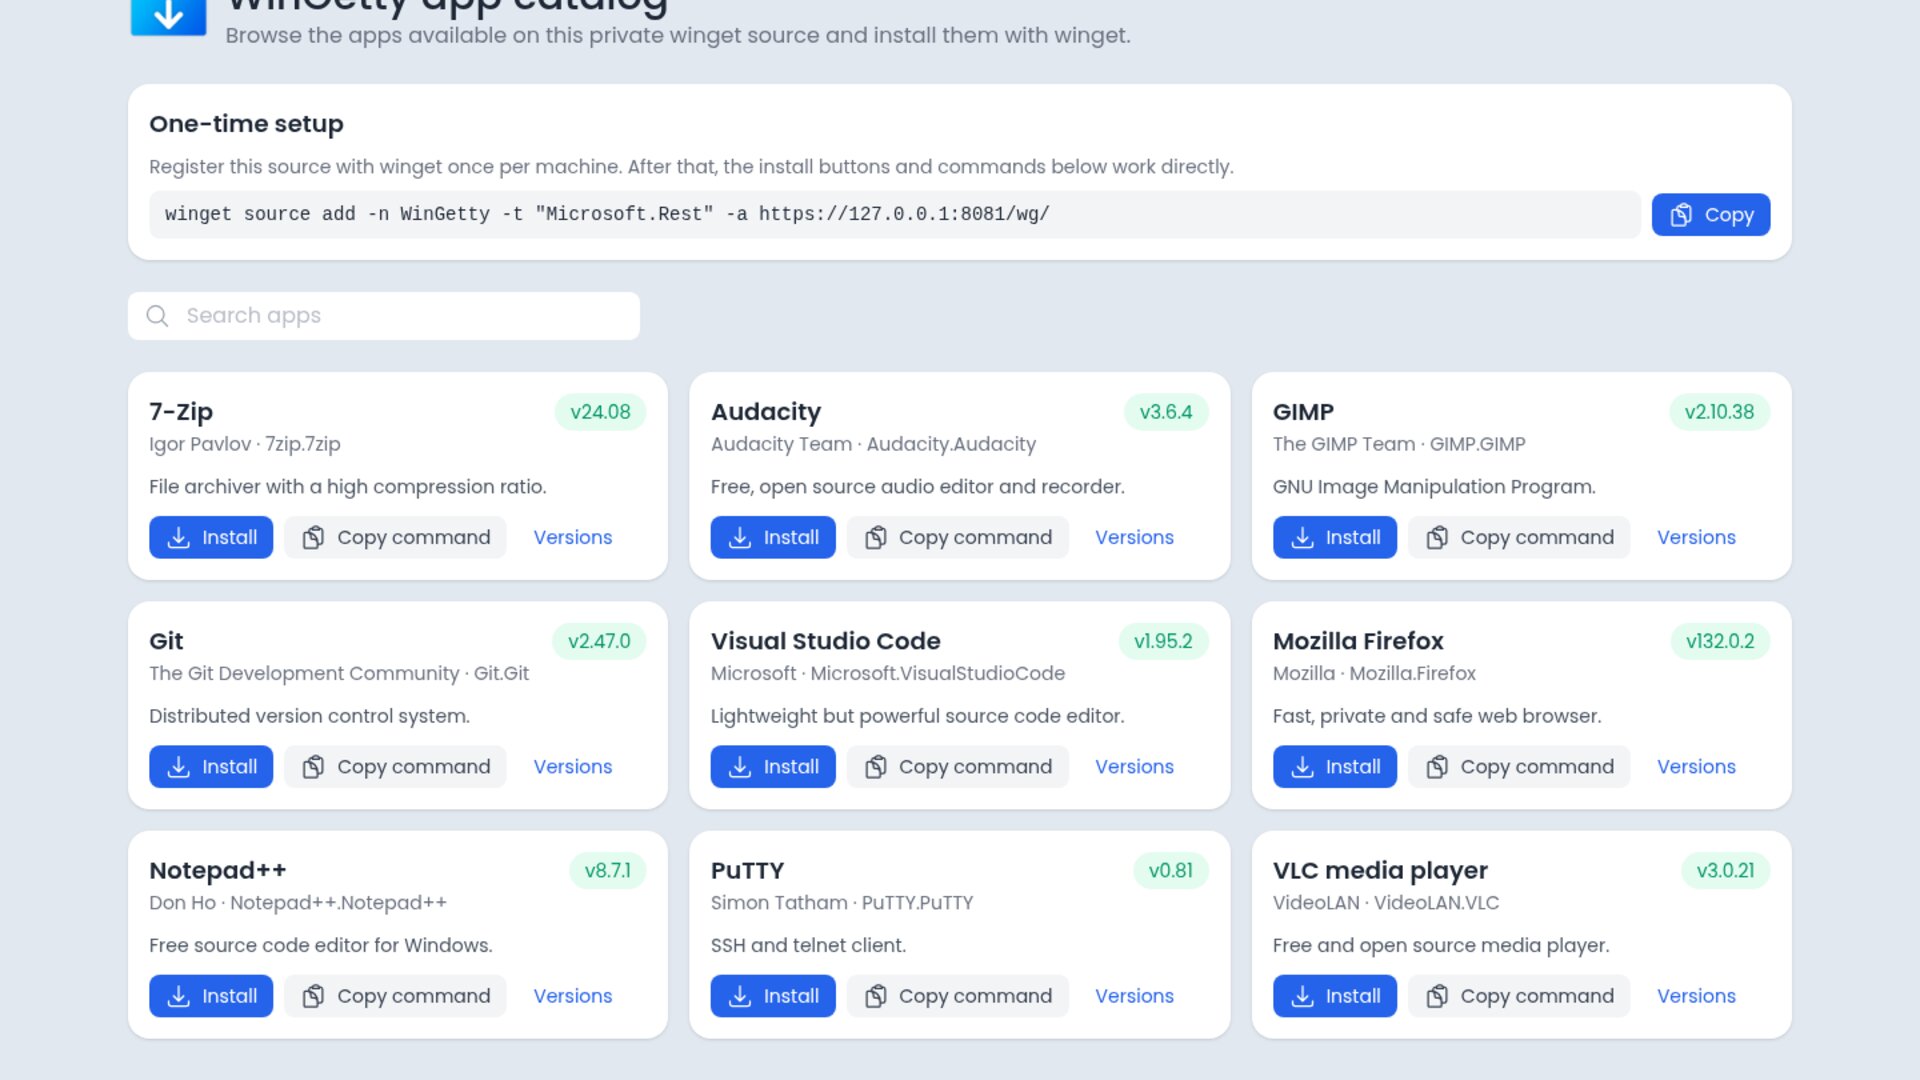 WinGetty app catalog
Browse the apps available on this private winget source and install them with winget.
One-time setup
Register this source with winget once per machine. After that, the install buttons and commands below work directly.
winget source add -n WinGetty -t "Microsoft.Rest" -a https://127.0.0.1:8081/wg/
Copy
Search apps
7-Zip
v24.08
Igor Pavlov · 7zip.7zip
File archiver with a high compression ratio.
Install
Copy command
Versions
Audacity
v3.6.4
Audacity Team · Audacity.Audacity
Free, open source audio editor and recorder.
Install
Copy command
Versions
GIMP
v2.10.38
The GIMP Team · GIMP.GIMP
GNU Image Manipulation Program.
Install
Copy command
Versions
Git
v2.47.0
The Git Development Community · Git.Git
Distributed version control system.
Install
Copy command
Versions
Visual Studio Code
v1.95.2
Microsoft · Microsoft.VisualStudioCode
Lightweight but powerful source code editor.
Install
Copy command
Versions
Mozilla Firefox
v132.0.2
Mozilla · Mozilla.Firefox
Fast, private and safe web browser.
Install
Copy command
Versions
Notepad++
v8.7.1
Don Ho · Notepad++.Notepad++
Free source code editor for Windows.
Install
Copy command
Versions
PuTTY
v0.81
Simon Tatham · PuTTY.PuTTY
SSH and telnet client.
Install
Copy command
Versions
VLC media player
v3.0.21
VideoLAN · VideoLAN.VLC
Free and open source media player.
Install
Copy command
Versions